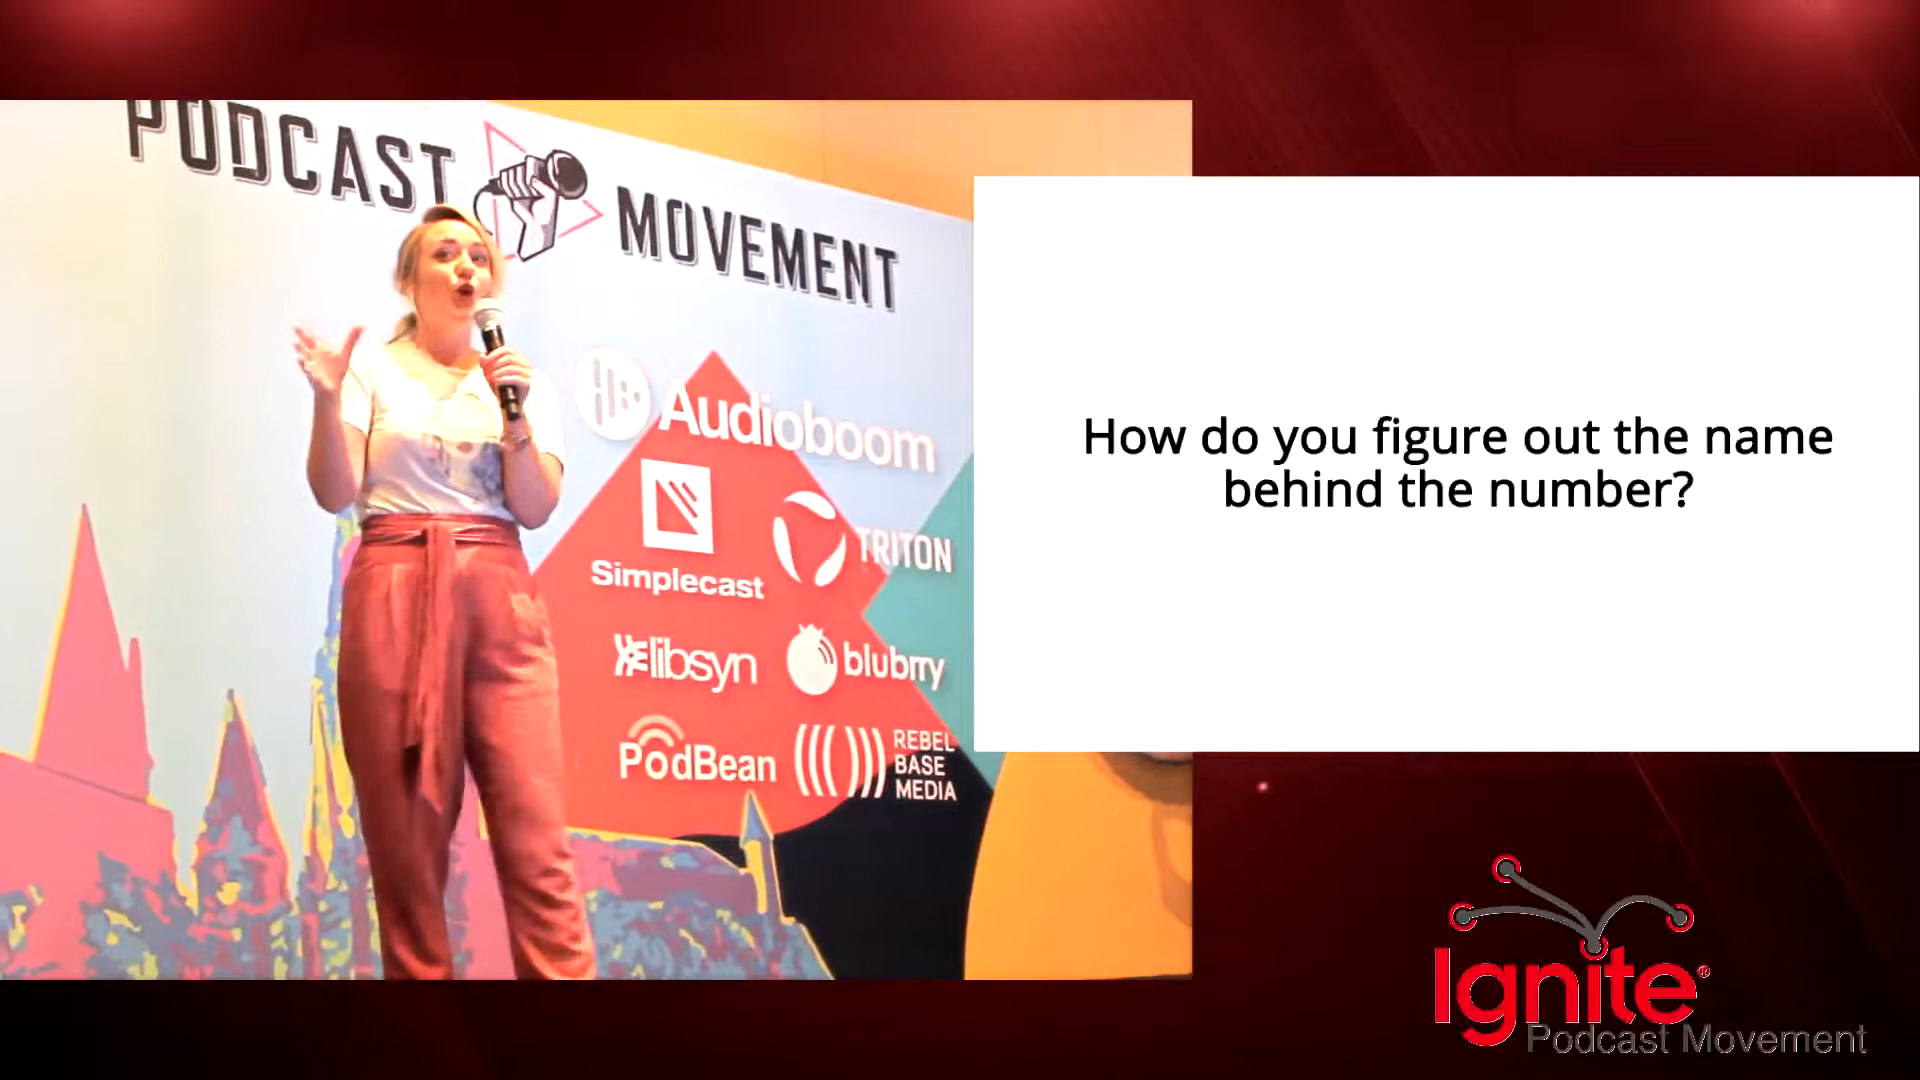 PODCAST MOVEMENT
Audioboom
Simplecast
TRITON
libsyn
blubrry
PodBean
REBEL
BASE
MEDIA
How do you figure out the name
behind the number?
Ignite®
Podcast Movement